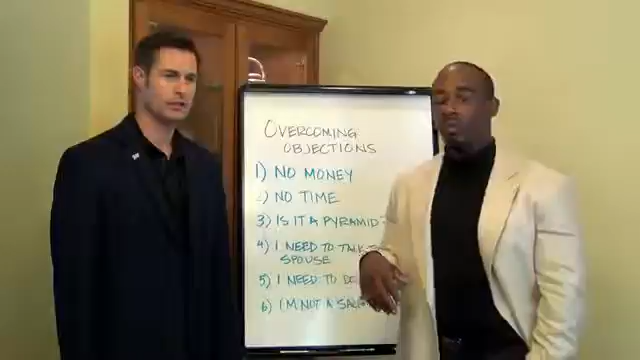 OVERCOMING
OBJECTIONS
1) NO MONEY
2) NO TIME
3) IS IT A PYRAMID?
4) I NEED TO TALK
SPOUSE
5) I NEED TO
6) I'M NOT A